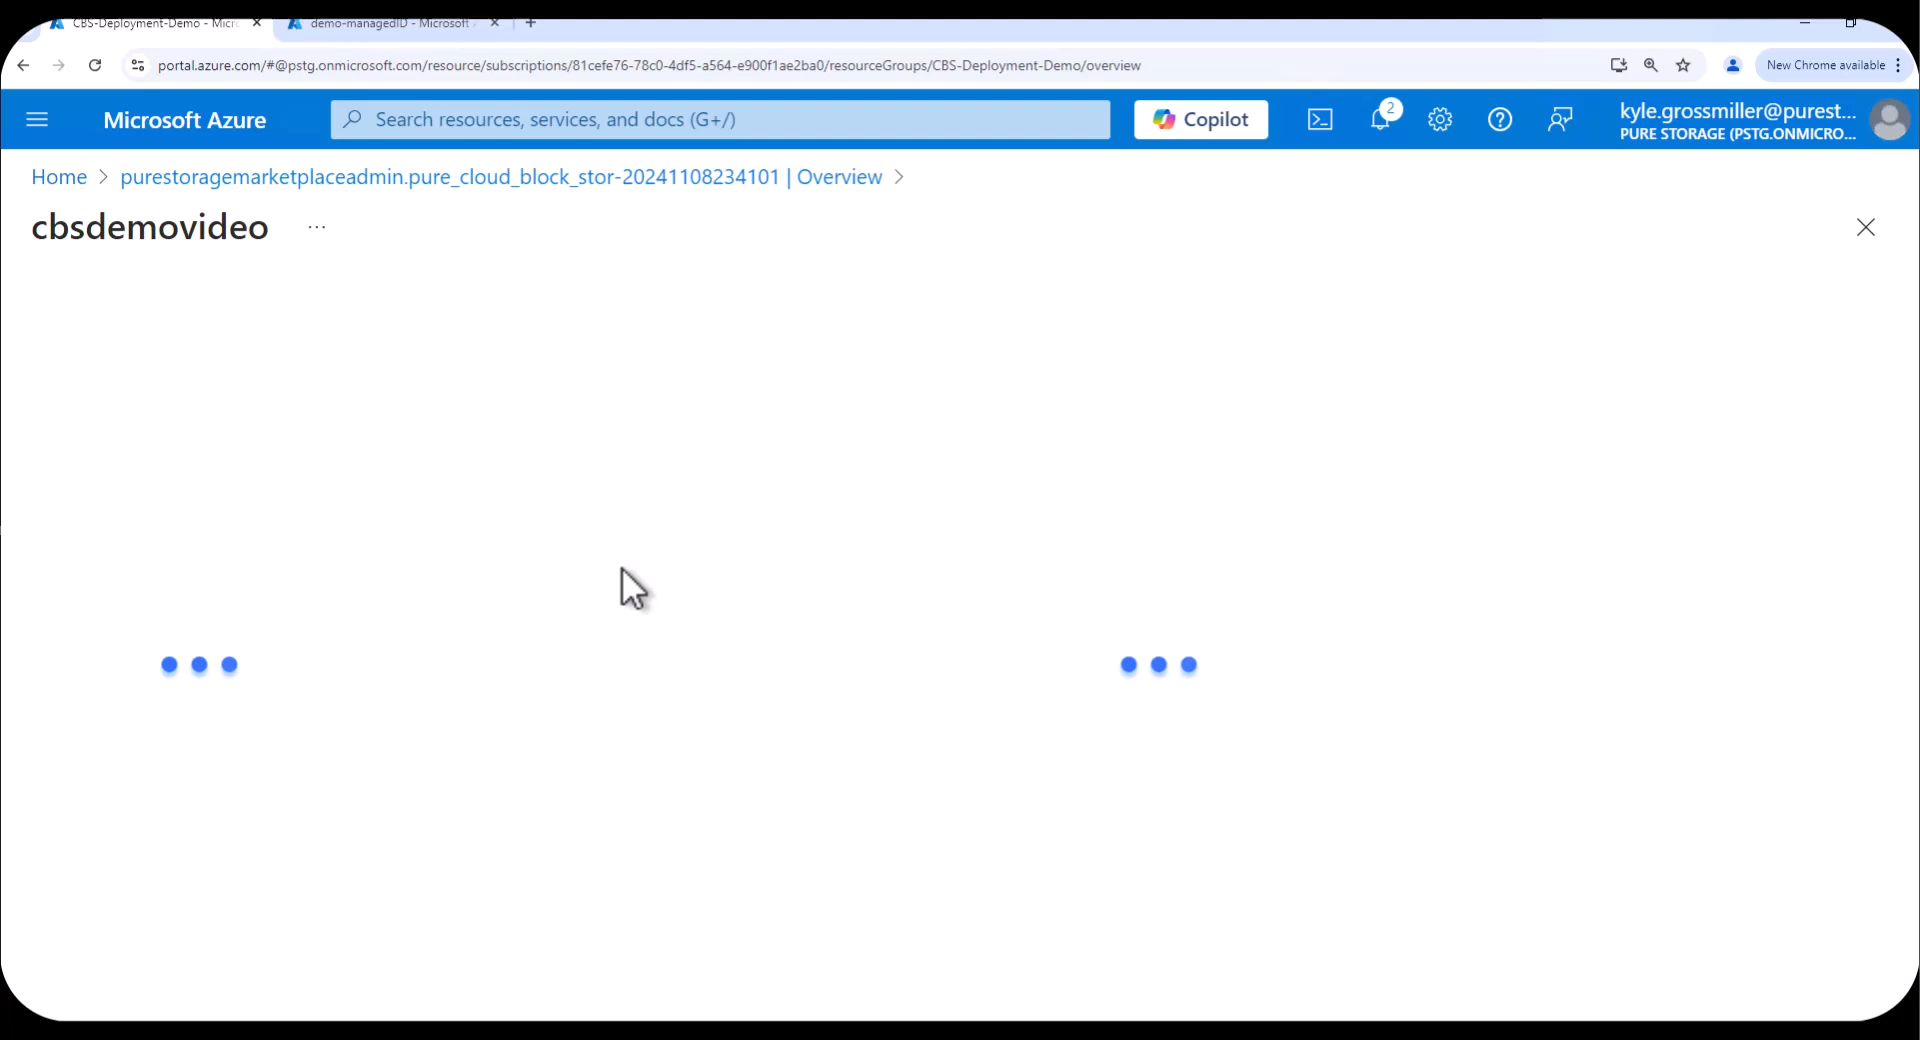 CBS-Deployment-Demo - Micr
demo-managedID - Microsoft
portal.azure.com/#@pstg.onmicrosoft.com/resource/subscriptions/81cefe76-78c0-4df5-a564-e900f1ae2ba0/resourceGroups/CBS-Deployment-Demo/overview
New Chrome available
Microsoft Azure
Search resources, services, and docs (G+/)
Copilot
2
kyle.grossmiller@purest...
PURE STORAGE (PSTG.ONMICRO...
Home > purestoragemarketplaceadmin.pure_cloud_block_stor-20241108234101 | Overview >
cbsdemovideo ...